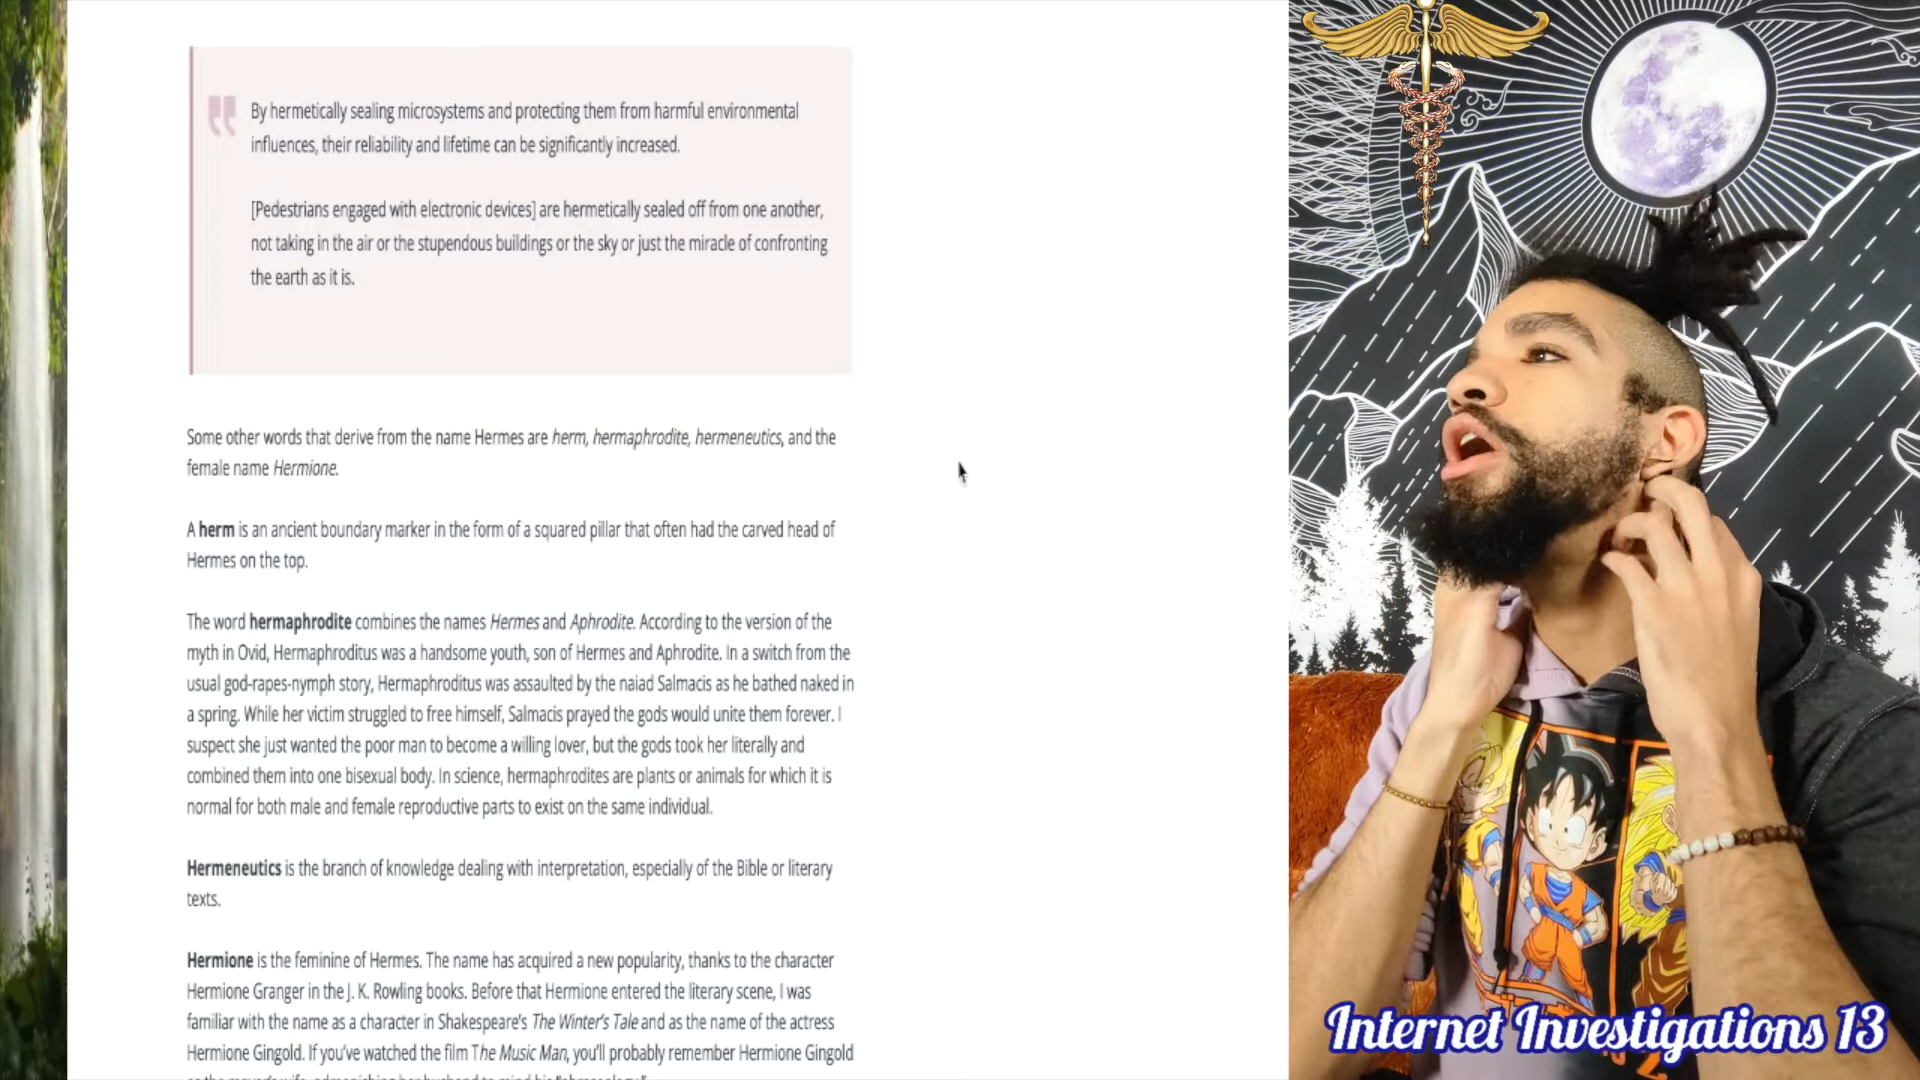 By hermetically sealing microsystems and protecting them from harmful environmental
influences, their reliability and lifetime can be significantly increased.
[Pedestrians engaged with electronic devices] are hermetically sealed off from one another,
not taking in the air or the stupendous buildings or the sky or just the miracle of confronting
the earth as it is.
Some other words that derive from the name Hermes are herm, hermaphrodite, hermeneutics, and the
female name Hermione.
A herm is an ancient boundary marker in the form of a squared pillar that often had the carved head of
Hermes on the top.
The word hermaphrodite combines the names Hermes and Aphrodite. According to the version of the
myth in Ovid, Hermaphroditus was a handsome youth, son of Hermes and Aphrodite. In a switch from the
usual god-rapes-nymph story, Hermaphroditus was assaulted by the naiad Salmacis as he bathed naked in
a spring. While her victim struggled to free himself, Salmacis prayed the gods would unite them forever. I
suspect she just wanted the poor man to become a willing lover, but the gods took her literally and
combined them into one bisexual body. In science, hermaphrodites are plants or animals for which it is
normal for both male and female reproductive parts to exist on the same individual.
Hermeneutics is the branch of knowledge dealing with interpretation, especially of the Bible or literary
texts.
Hermione is the feminine of Hermes. The name has acquired a new popularity, thanks to the character
Hermione Granger in the J. K. Rowling books. Before that Hermione entered the literary scene, I was
familiar with the name as a character in Shakespeare's The Winter's Tale and as the name of the actress
Hermione Gingold. If you've watched the film The Music Man, you'll probably remember Hermione Gingold
Internet Investigations 13